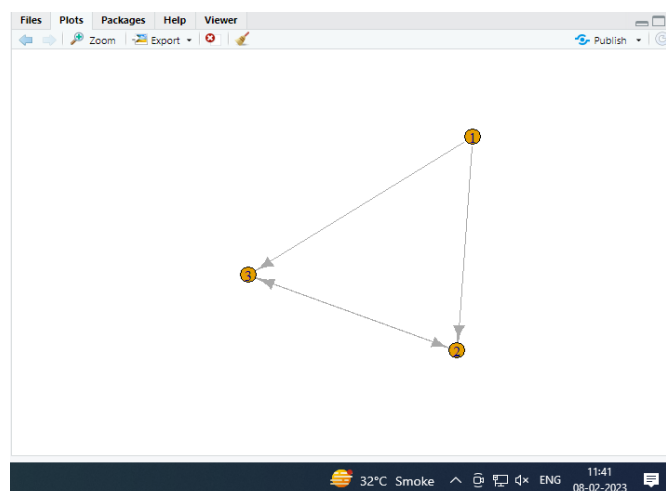 Files Plots Packages Help Viewer
Zoom Export Publish
1
3
2
32°C Smoke ENG 11:41
08-02-2023